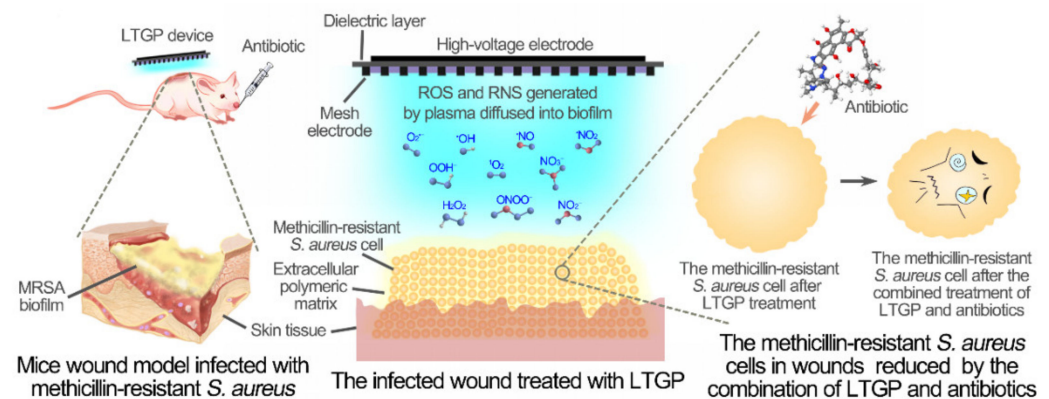 LTGP device
Antibiotic
MRSA
biofilm
Skin tissue
Mice wound model infected with
methicillin-resistant S. aureus
Dielectric layer
High-voltage electrode
Mesh
electrode
ROS and RNS generated
by plasma diffused into biofilm
O₂•⁻
•OH
•NO
•NO₂
OOH⁻
¹O₂
NO₃⁻
H₂O₂
ONOO⁻
NO₂⁻
Methicillin-resistant
S. aureus cell
Extracellular
polymeric
matrix
The infected wound treated with LTGP
Antibiotic
The methicillin-resistant
S. aureus cell after
LTGP treatment
The methicillin-resistant
S. aureus cell after the
combined treatment of
LTGP and antibiotics
The methicillin-resistant S. aureus
cells in wounds reduced by the
combination of LTGP and antibiotics